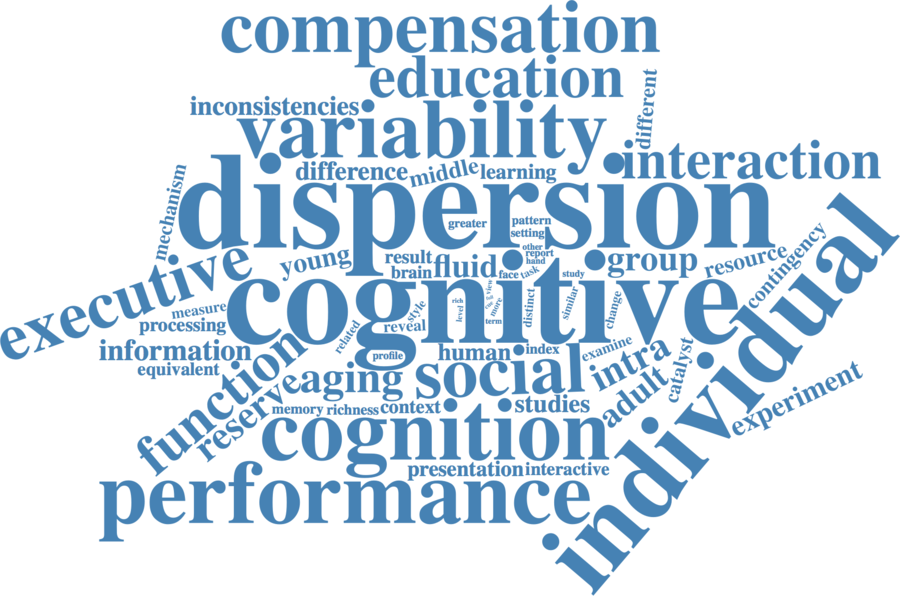 compensation
education
different
inconsistencies
variability
interaction
difference
middle
learning
mechanism
dispersion
greater
pattern
setting
other
report
hand
executive
young
result
brain
fluid
face
task
study
group
resource
contingency
individual
cognitive
measure
processing
related
style
reveal
rich
level
view
more
term
distinct
similar
change
information
equivalent
function
reserve
profile
human
index
examine
aging
social
intra
catalyst
adult
experiment
memory
richness
context
studies
cognition
presentation
interactive
performance